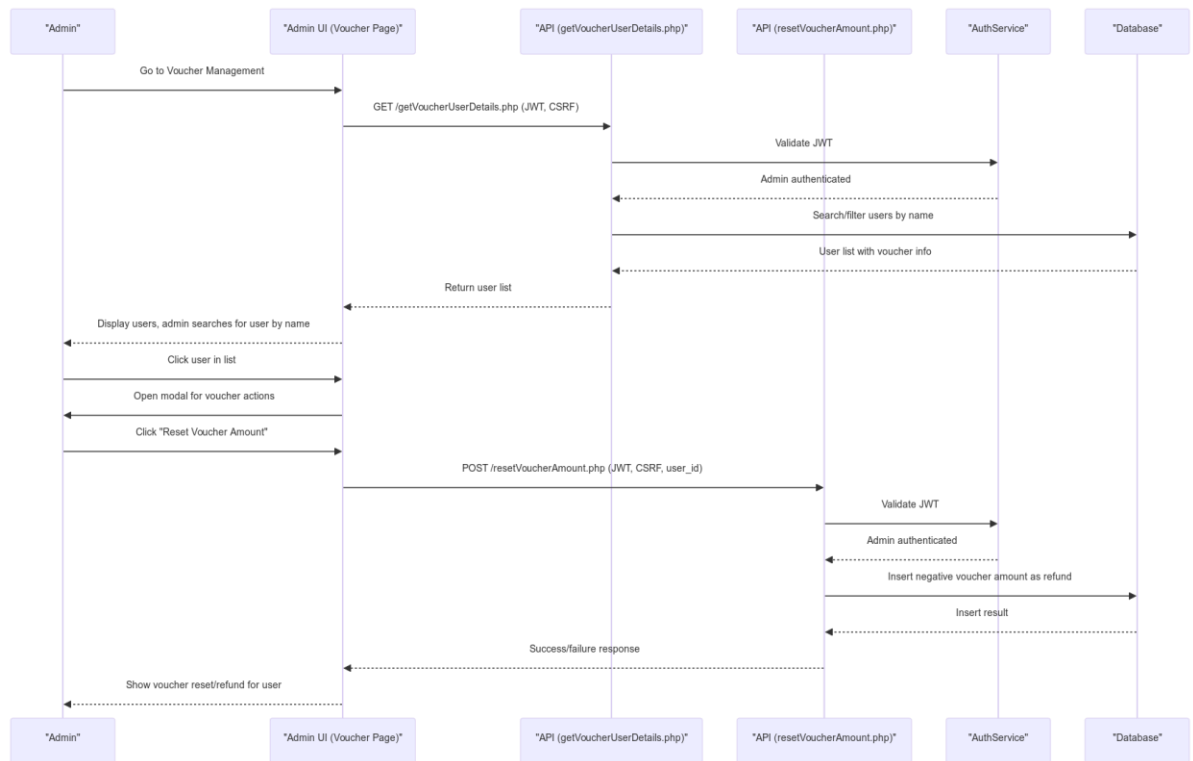 "Admin"
"Admin UI (Voucher Page)"
"API (getVoucherUserDetails.php)"
"API (resetVoucherAmount.php)"
"AuthService"
"Database"
Go to Voucher Management
GET /getVoucherUserDetails.php (JWT, CSRF)
Validate JWT
Admin authenticated
Search/filter users by name
User list with voucher info
Return user list
Display users, admin searches for user by name
Click user in list
Open modal for voucher actions
Click "Reset Voucher Amount"
POST /resetVoucherAmount.php (JWT, CSRF, user_id)
Validate JWT
Admin authenticated
Insert negative voucher amount as refund
Insert result
Success/failure response
Show voucher reset/refund for user
"Admin"
"Admin UI (Voucher Page)"
"API (getVoucherUserDetails.php)"
"API (resetVoucherAmount.php)"
"AuthService"
"Database"